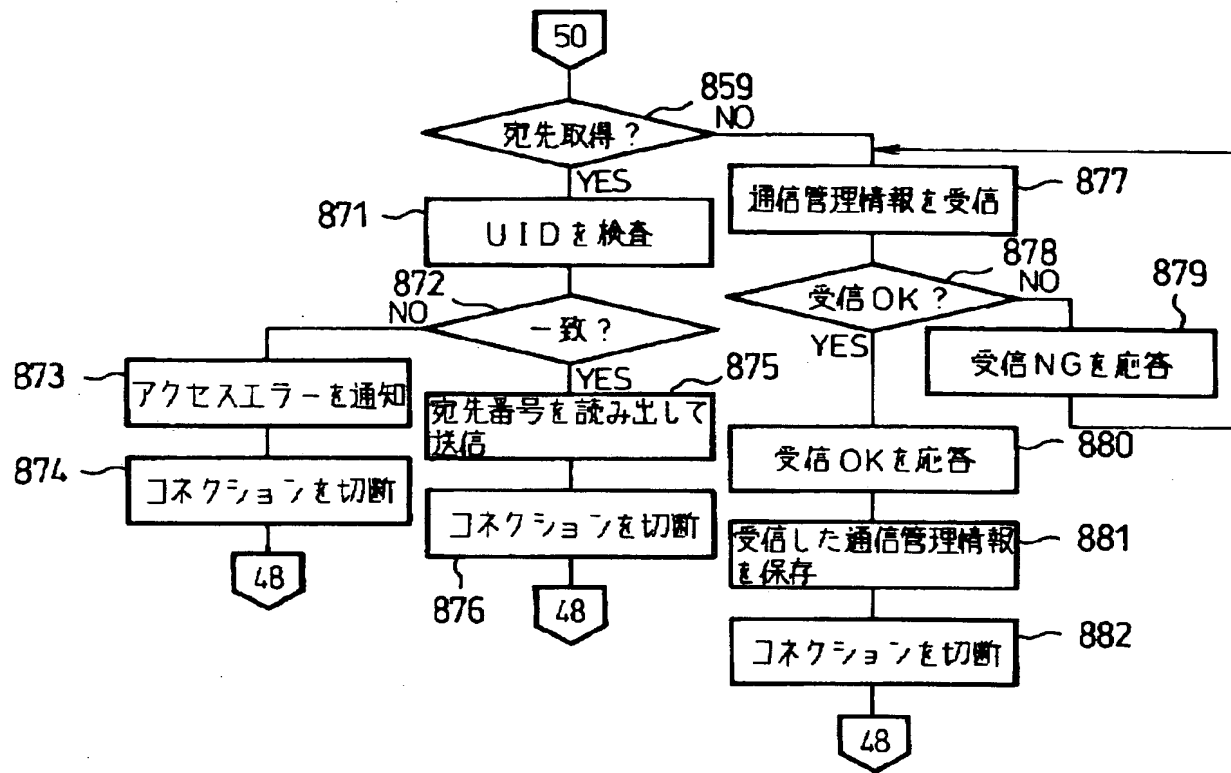 50
859
宛先取得?
NO
YES
871
UIDを検査
872
NO
一致?
YES
873
アクセスエラーを通知
874
コネクションを切断
48
875
宛先番号を読み出して
送信
コネクションを切断
876
48
877
通信管理情報を受信
878
受信OK?
NO
YES
879
受信NGを応答
880
受信OKを応答
881
受信した通信管理情報
を保存
882
コネクションを切断
48